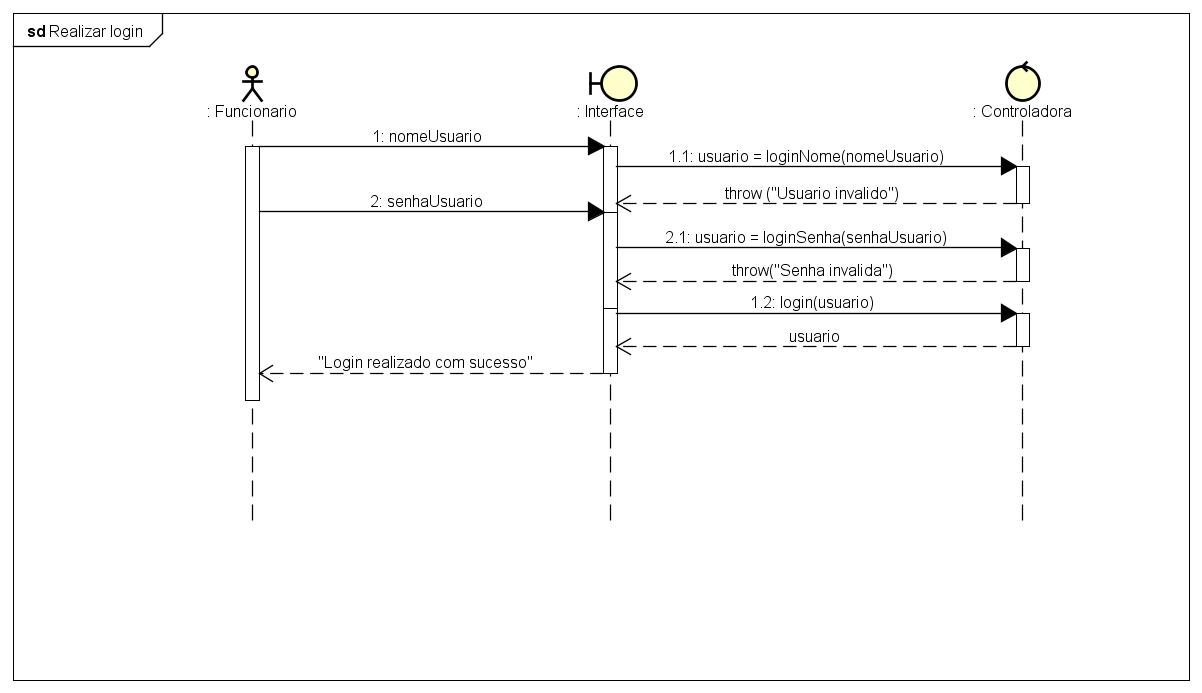 sd Realizar login
: Funcionario
: Interface
: Controladora
1: nomeUsuario
1.1: usuario = loginNome(nomeUsuario)
throw ("Usuario invalido")
2: senhaUsuario
2.1: usuario = loginSenha(senhaUsuario)
throw("Senha invalida")
1.2: login(usuario)
usuario
"Login realizado com sucesso"